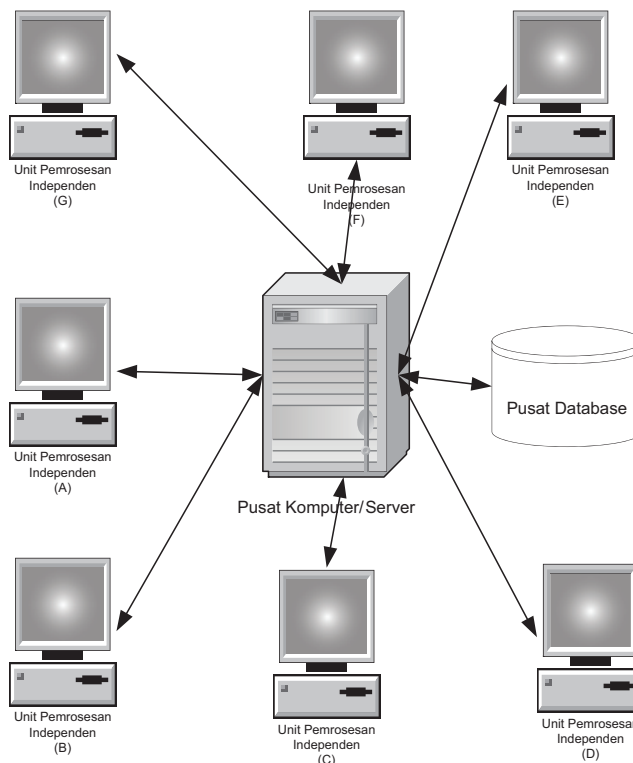 Unit Pemrosesan
Independen
(G)
Unit Pemrosesan
Independen
(F)
Unit Pemrosesan
Independen
(E)
Unit Pemrosesan
Independen
(A)
Pusat Database
Pusat Komputer/Server
Unit Pemrosesan
Independen
(B)
Unit Pemrosesan
Independen
(C)
Unit Pemrosesan
Independen
(D)